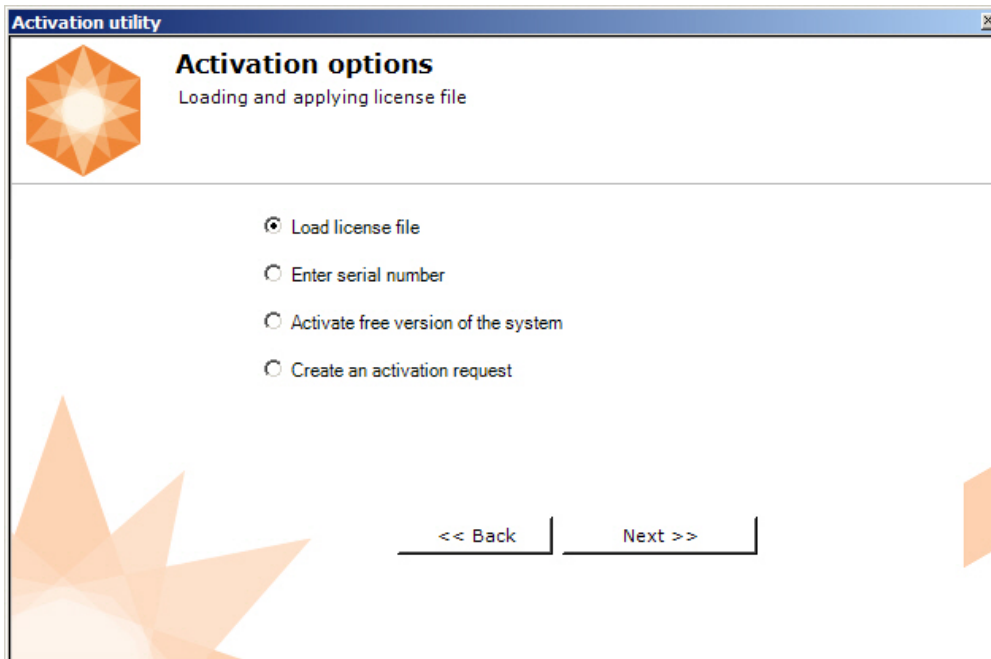 Activation utility
Activation options
Loading and applying license file
Load license file
Enter serial number
Activate free version of the system
Create an activation request
<< Back
Next >>